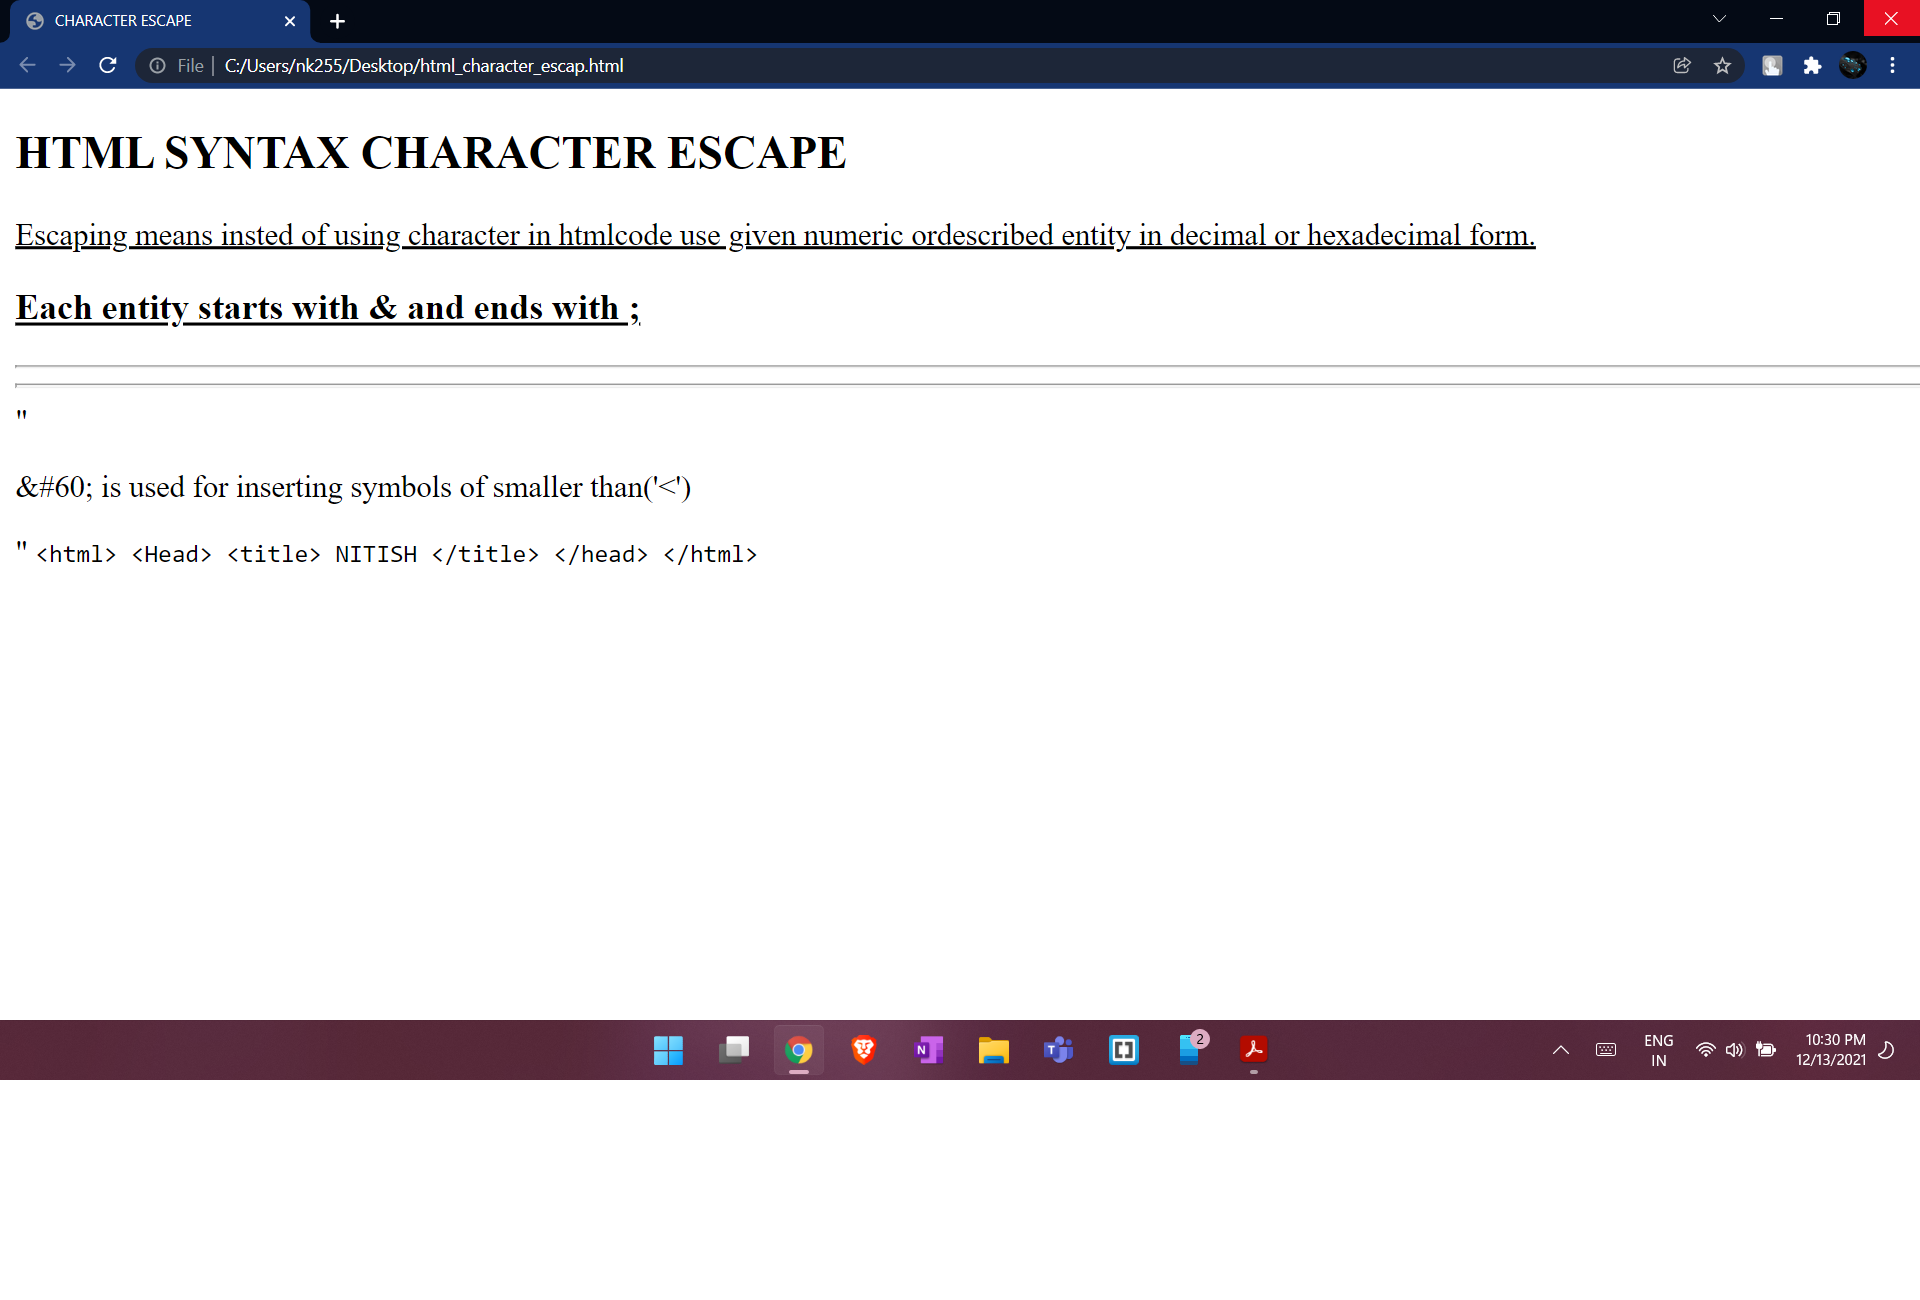 CHARACTER ESCAPE
File | C:/Users/nk255/Desktop/html_character_escap.html
HTML SYNTAX CHARACTER ESCAPE
Escaping means insted of using character in htmlcode use given numeric ordescribed entity in decimal or hexadecimal form.
Each entity starts with & and ends with ;
"
&#60; is used for inserting symbols of smaller than('<')
" <html> <Head> <title> NITISH </title> </head> </html>
N
T
2
ENG
IN
10:30 PM
12/13/2021